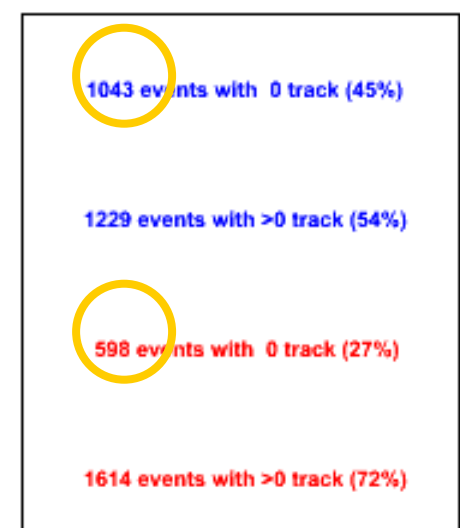 1043 events with 0 track (45%)
1229 events with >0 track (54%)
598 events with 0 track (27%)
1614 events with >0 track (72%)